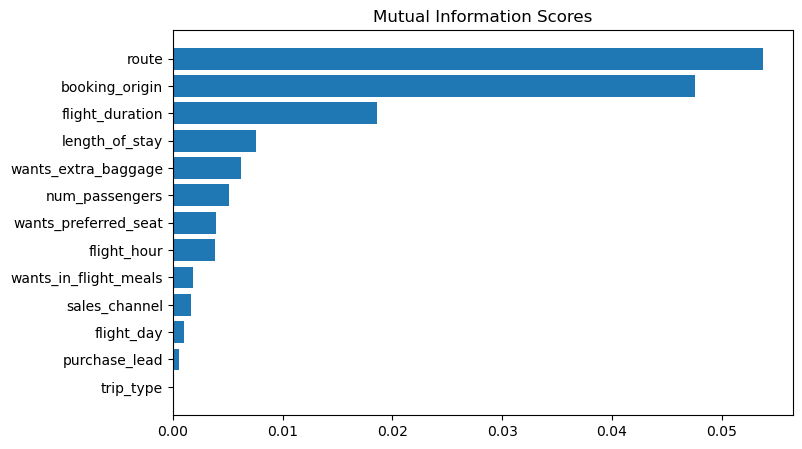 Mutual Information Scores
route
booking_origin
flight_duration
length_of_stay
wants_extra_baggage
num_passengers
wants_preferred_seat
flight_hour
wants_in_flight_meals
sales_channel
flight_day
purchase_lead
trip_type
0.00 0.01 0.02 0.03 0.04 0.05